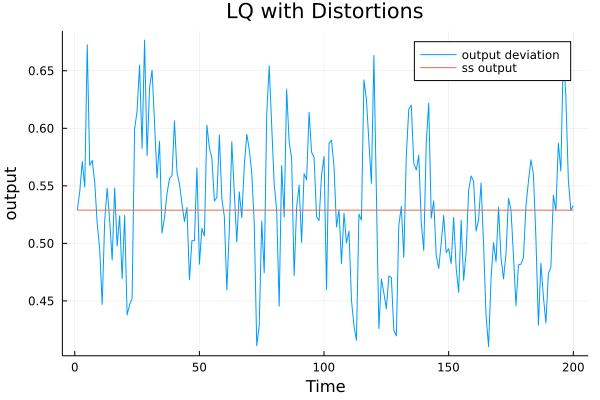 LQ with Distortions
output deviation
ss output
output
0.65
0.60
0.55
0.50
0.45
0 50 100 150 200
Time